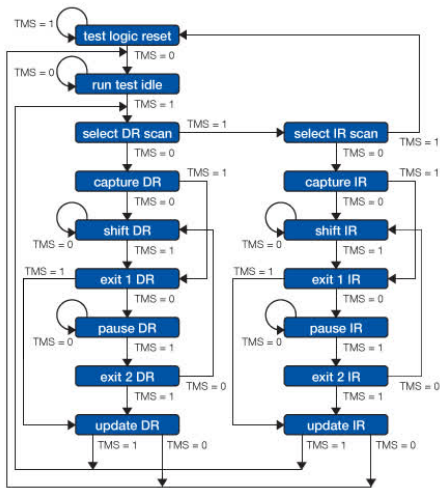 TMS = 1
test logic reset
TMS = 0
TMS = 0
run test idle
TMS = 1
select DR scan
TMS = 1
select IR scan
TMS = 1
TMS = 0
TMS = 0
capture DR
TMS = 1
capture IR
TMS = 1
TMS = 0
TMS = 0
shift DR
shift IR
TMS = 0
TMS = 1
TMS = 0
TMS = 1
TMS = 1
exit 1 DR
TMS = 1
exit 1 IR
TMS = 0
TMS = 0
pause DR
pause IR
TMS = 0
TMS = 1
TMS = 0
TMS = 1
exit 2 DR
TMS = 0
exit 2 IR
TMS = 0
TMS = 1
TMS = 1
update DR
update IR
TMS = 1
TMS = 0
TMS = 1
TMS = 0